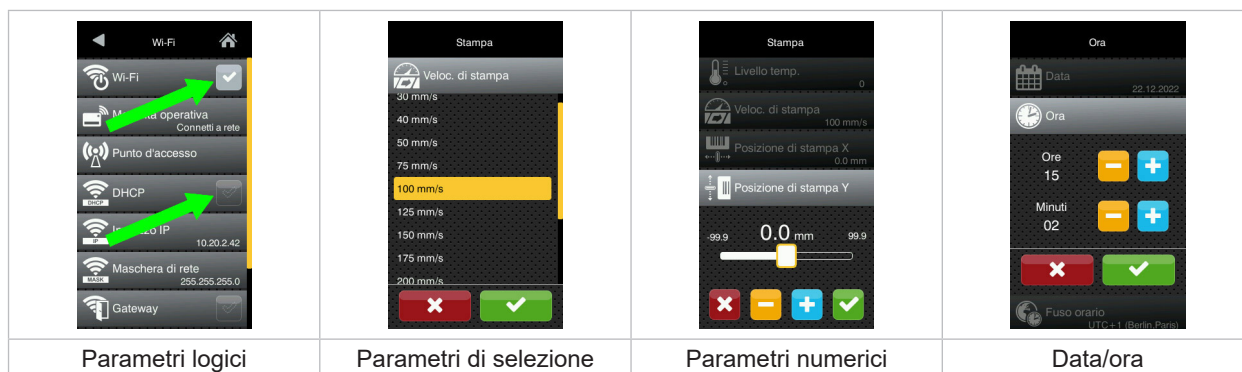 Wi-Fi
Wi-Fi
operativa
Connetti a rete
Punto d'accesso
DHCP
DHCP
IP
IP
10.20.2.42
Maschera di rete
MASK
255.255.255.0
Gateway
Parametri logici
Stampa
Veloc. di stampa
30 mm/s
40 mm/s
50 mm/s
75 mm/s
100 mm/s
125 mm/s
150 mm/s
175 mm/s
200 mm/s
Parametri di selezione
Stampa
Livello temp.
0
Veloc. di stampa
100 mm/s
Posizione di stampa X
0.0 mm
Posizione di stampa Y
0.0 mm
-99.9
99.9
Parametri numerici
Ora
Data
22.12.2022
Ora
Ore
15
Minuti
02
Fuso orario
UTC+1 (Berlin,Paris)
Data/ora